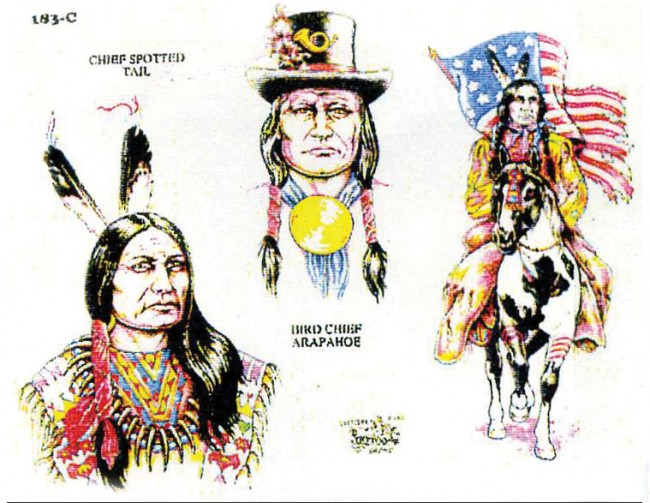 183-C
CHIEF SPOTTED
TAIL
BIRD CHIEF
ARAPAHOE